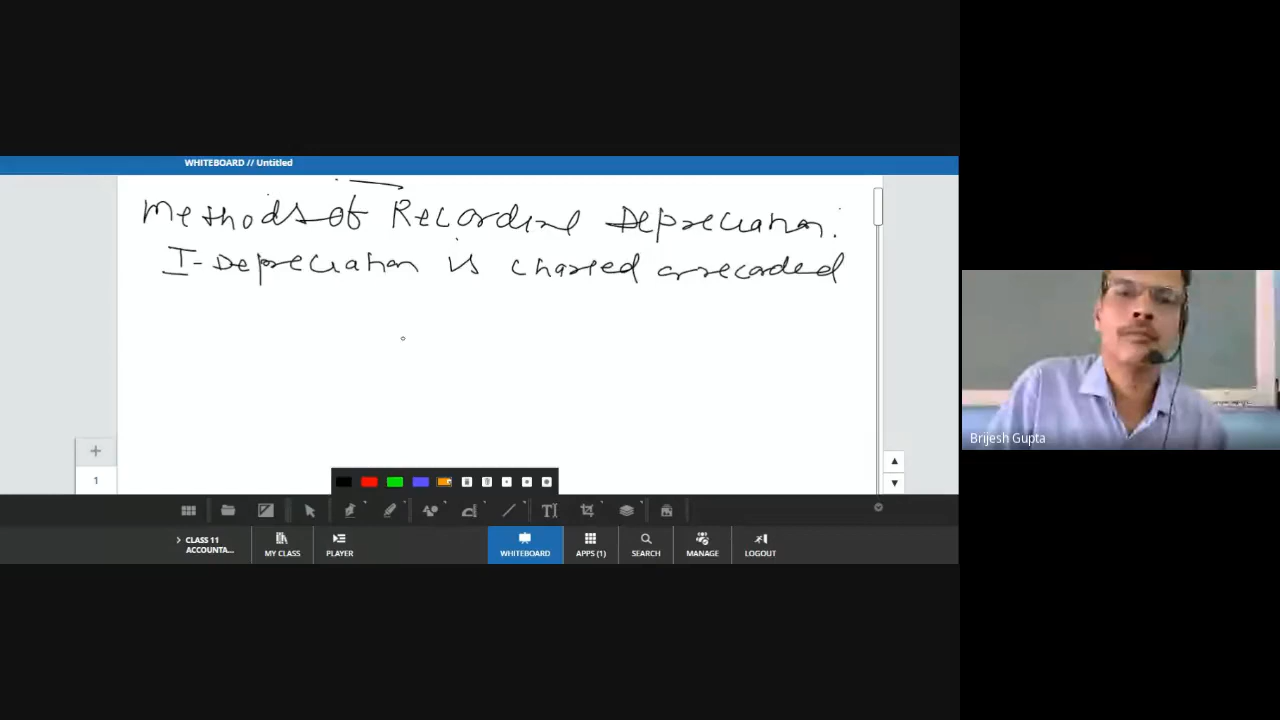 WHITEBOARD // Untitled
Methods of Recording Depreciation:
I- Depreciation is charged or recorded
Brijesh Gupta
1
CLASS 11
ACCOUNTA...
MY CLASS
PLAYER
WHITEBOARD
APPS (1)
SEARCH
MANAGE
LOGOUT